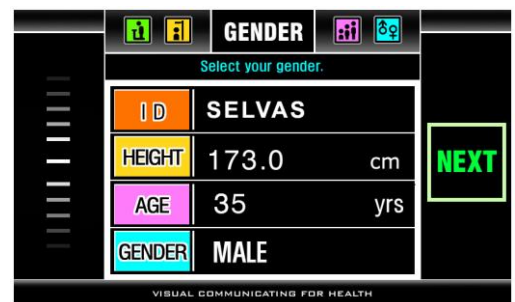 GENDER
Select your gender.
ID SELVAS
HEIGHT 173.0 cm
NEXT
AGE 35 yrs
GENDER MALE
VISUAL COMMUNICATING FOR HEALTH